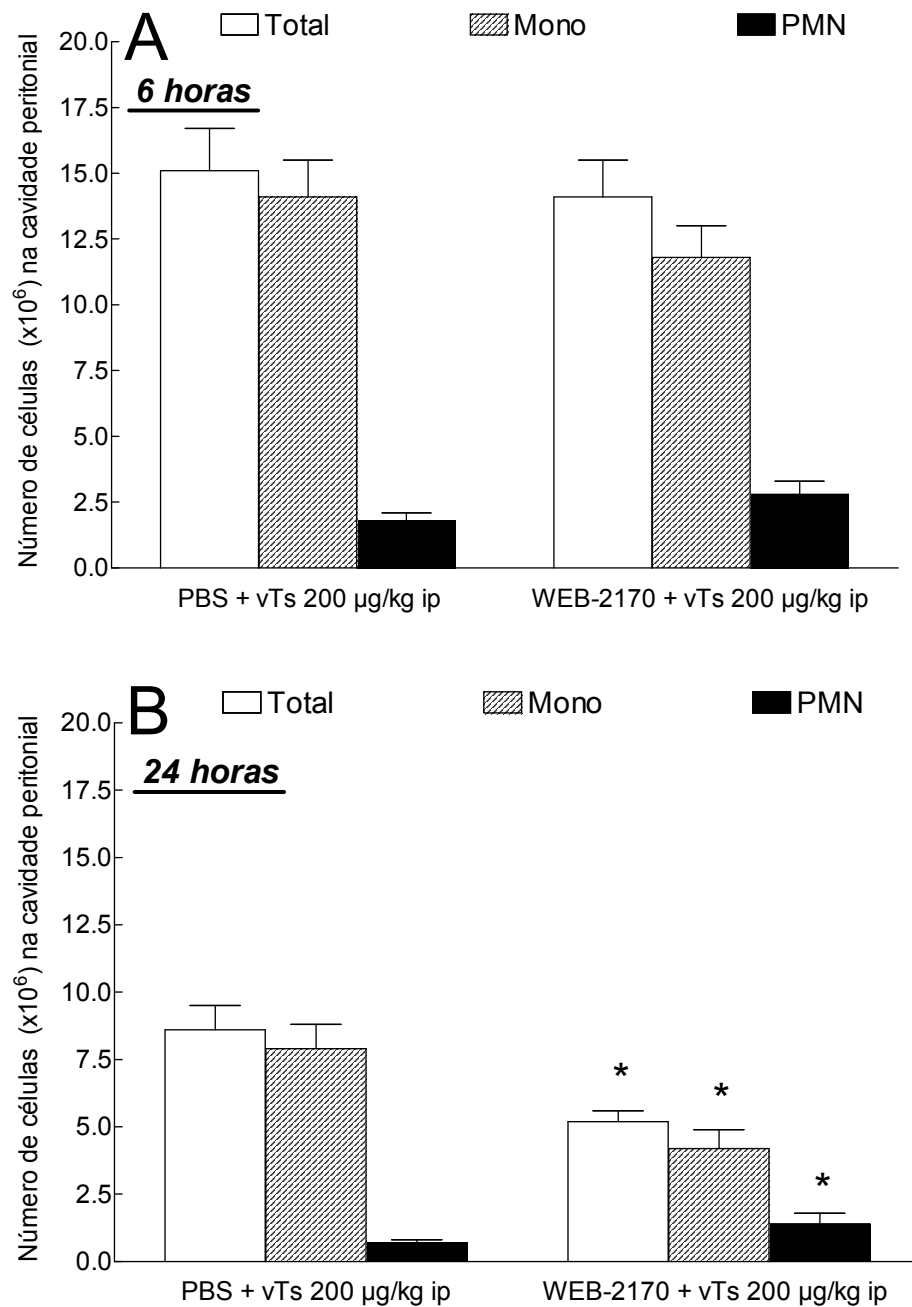 A
Total
Mono
PMN
6 horas
Número de células (x10⁶) na cavidade peritonial
20.0
17.5
15.0
12.5
10.0
7.5
5.0
2.5
0.0
PBS + vTs 200 µg/kg ip
WEB-2170 + vTs 200 µg/kg ip
B
Total
Mono
PMN
24 horas
Número de células (x10⁶) na cavidade peritonial
20.0
17.5
15.0
12.5
10.0
7.5
5.0
2.5
0.0
*
*
*
PBS + vTs 200 µg/kg ip
WEB-2170 + vTs 200 µg/kg ip